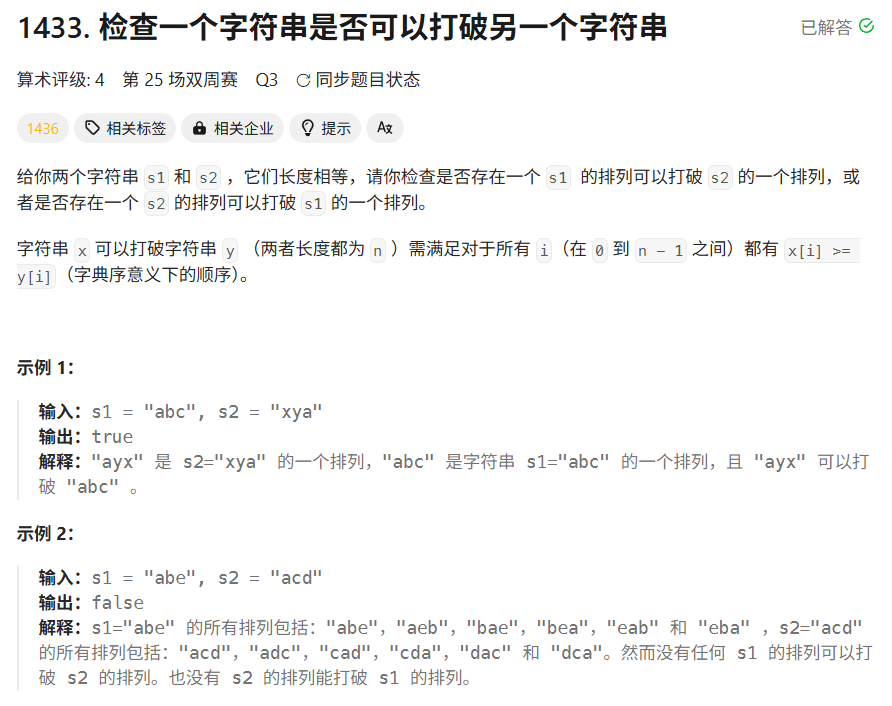 1433. 检查一个字符串是否可以打破另一个字符串
已解答
算术评级: 4 第 25 场双周赛 Q3 同步题目状态
1436 相关标签 相关企业 提示
给你两个字符串 s1 和 s2 ，它们长度相等，请你检查是否存在一个 s1 的排列可以打破 s2 的一个排列，或
者是否存在一个 s2 的排列可以打破 s1 的一个排列。
字符串 x 可以打破字符串 y （两者长度都为 n ）需满足对于所有 i（在 0 到 n - 1 之间）都有 x[i] >=
y[i]（字典序意义下的顺序）。
示例 1：
输入：s1 = "abc", s2 = "xya"
输出：true
解释："ayx" 是 s2="xya" 的一个排列，"abc" 是字符串 s1="abc" 的一个排列，且 "ayx" 可以打
破 "abc" 。
示例 2：
输入：s1 = "abe", s2 = "acd"
输出：false
解释：s1="abe" 的所有排列包括："abe"，"aeb"，"bae"，"bea"，"eab" 和 "eba" ，s2="acd"
的所有排列包括："acd"，"adc"，"cad"，"cda"，"dac" 和 "dca"。然而没有任何 s1 的排列可以打
破 s2 的排列。也没有 s2 的排列能打破 s1 的排列。